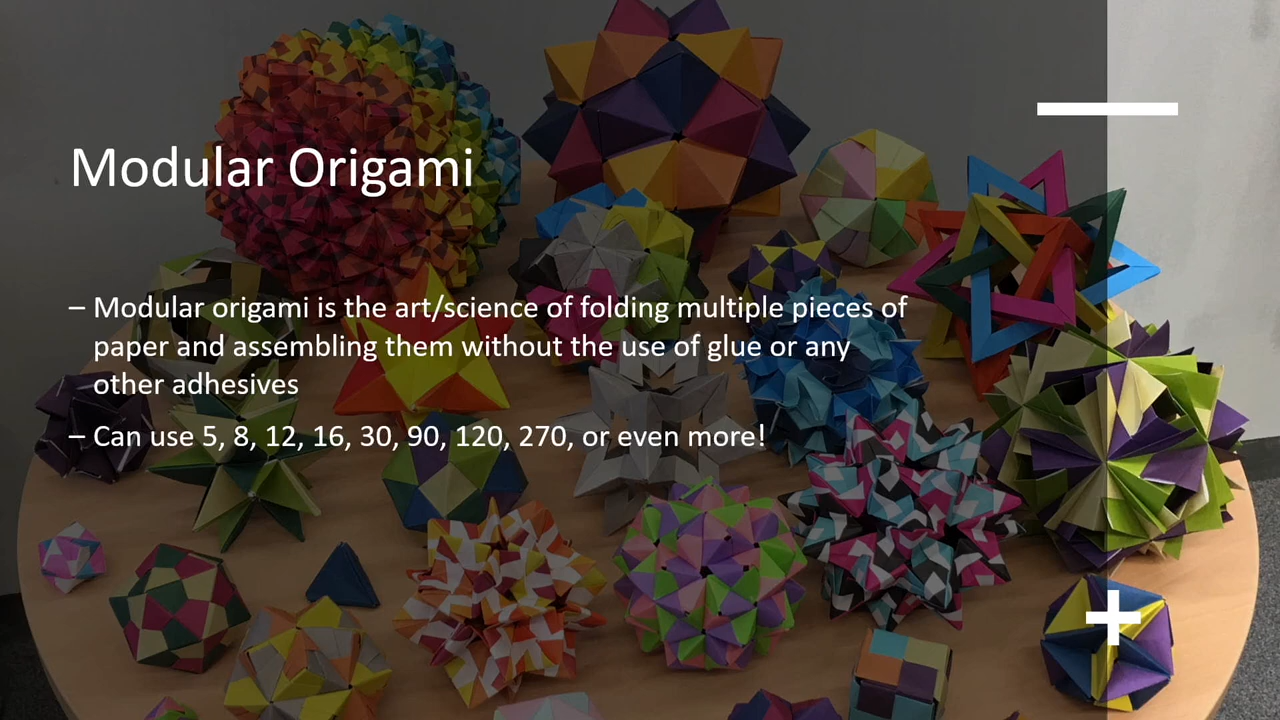 Modular Origami
– Modular origami is the art/science of folding multiple pieces of
paper and assembling them without the use of glue or any
other adhesives
– Can use 5, 8, 12, 16, 30, 90, 120, 270, or even more!